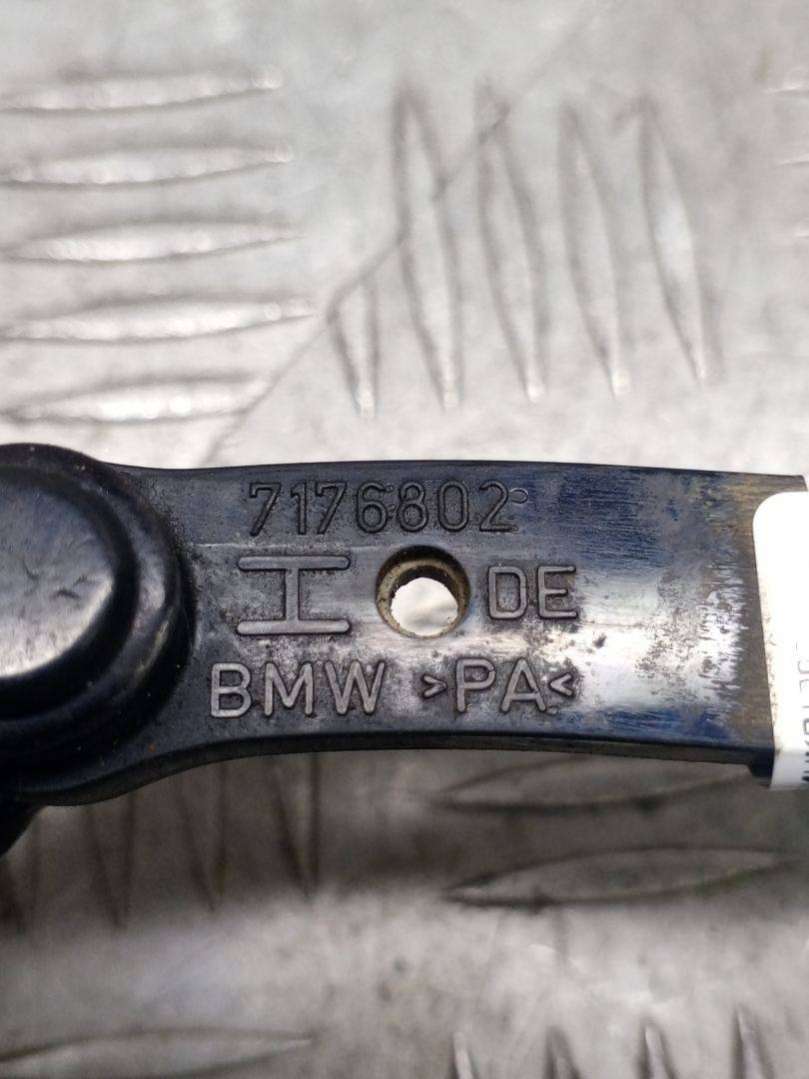 7176802
H DE
BMW >PA<